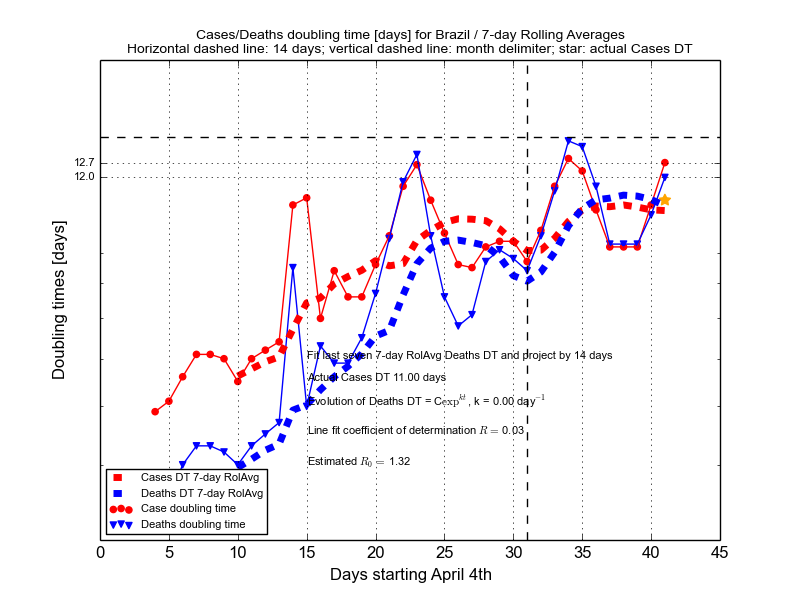 Cases/Deaths doubling time [days] for Brazil / 7-day Rolling Averages
Horizontal dashed line: 14 days; vertical dashed line: month delimiter; star: actual Cases DT
12.7
12.0
Doubling times [days]
Fit last seven 7-day RolAvg Deaths DT and project by 14 days
Actual Cases DT 11.00 days
Evolution of Deaths DT = Cexp^{kt}, k = 0.00 day^{-1}
Line fit coefficient of determination R = 0.03
Estimated R_0 = 1.32
Cases DT 7-day RolAvg
Deaths DT 7-day RolAvg
Case doubling time
Deaths doubling time
0 5 10 15 20 25 30 35 40 45
Days starting April 4th